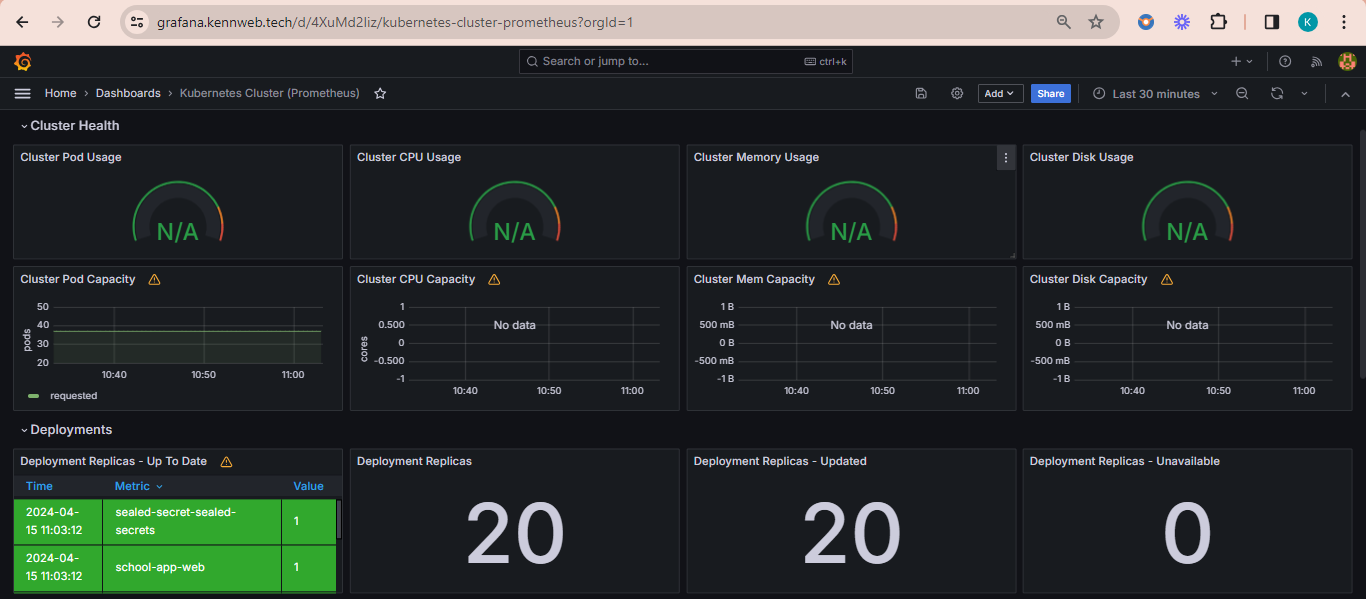 grafana.kennweb.tech/d/4XuMd2liz/kubernetes-cluster-prometheus?orgId=1
K
Search or jump to...
ctrl+k
Home › Dashboards › Kubernetes Cluster (Prometheus)
Add
Share
Last 30 minutes
Cluster Health
Cluster Pod Usage
N/A
Cluster CPU Usage
N/A
Cluster Memory Usage
N/A
Cluster Disk Usage
N/A
Cluster Pod Capacity
pods
50
40
30
20
10:40 10:50 11:00
requested
Cluster CPU Capacity
cores
1
0.500
0
-0.500
-1
No data
10:40 10:50 11:00
Cluster Mem Capacity
1 B
500 mB
0 B
-500 mB
-1 B
No data
10:40 10:50 11:00
Cluster Disk Capacity
1 B
500 mB
0 B
-500 mB
-1 B
No data
10:40 10:50 11:00
Deployments
Deployment Replicas - Up To Date
Time Metric Value
2024-04-
15 11:03:12
sealed-secret-sealed-
secrets
1
2024-04-
15 11:03:12
school-app-web
1
Deployment Replicas
20
Deployment Replicas - Updated
20
Deployment Replicas - Unavailable
0